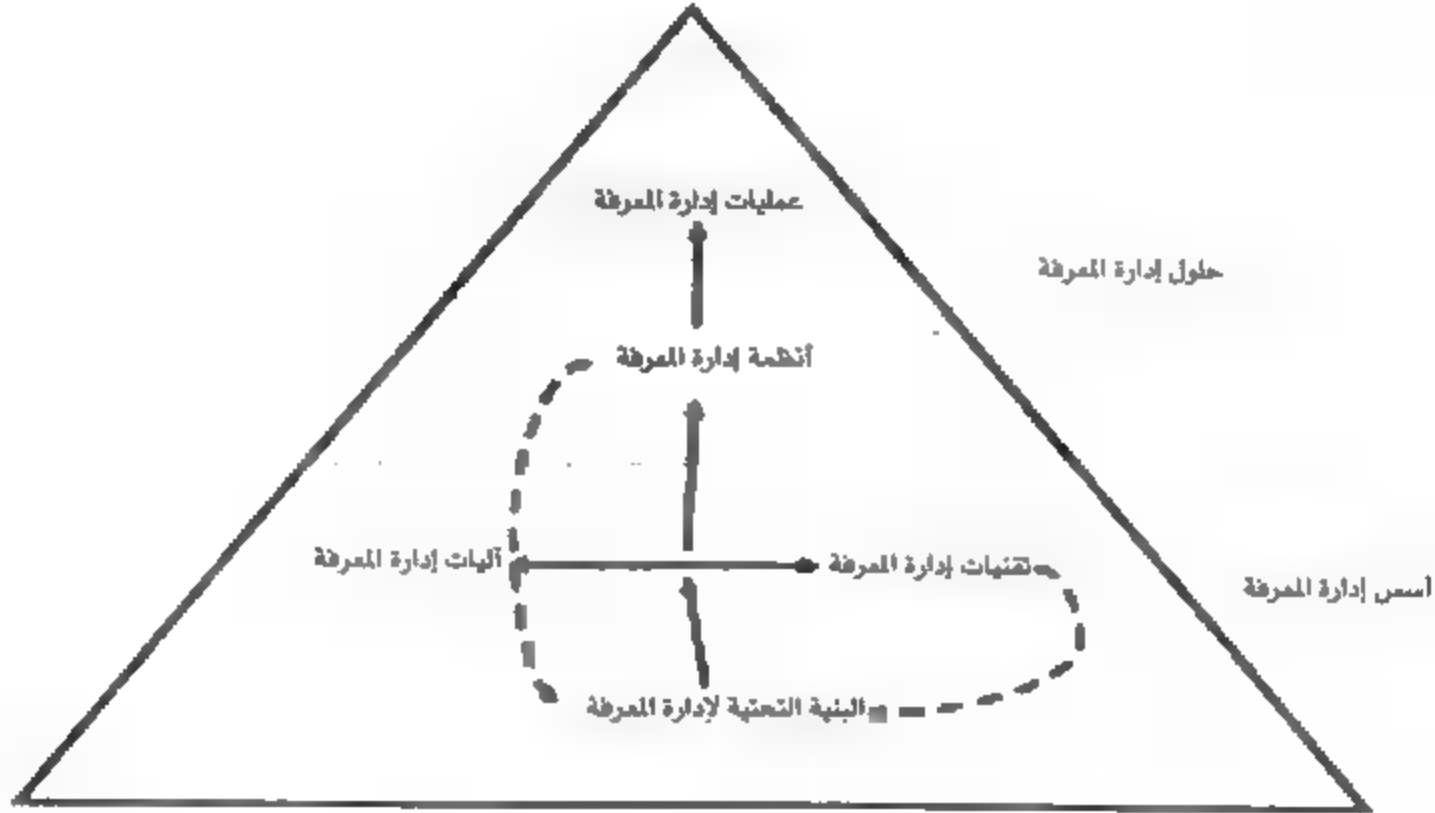 عمليات إدارة المعرفة
حلول إدارة المعرفة
أنظمة إدارة المعرفة
تقنيات إدارة المعرفة
آليات إدارة المعرفة
أسس إدارة المعرفة
البنية التحتية لإدارة المعرفة